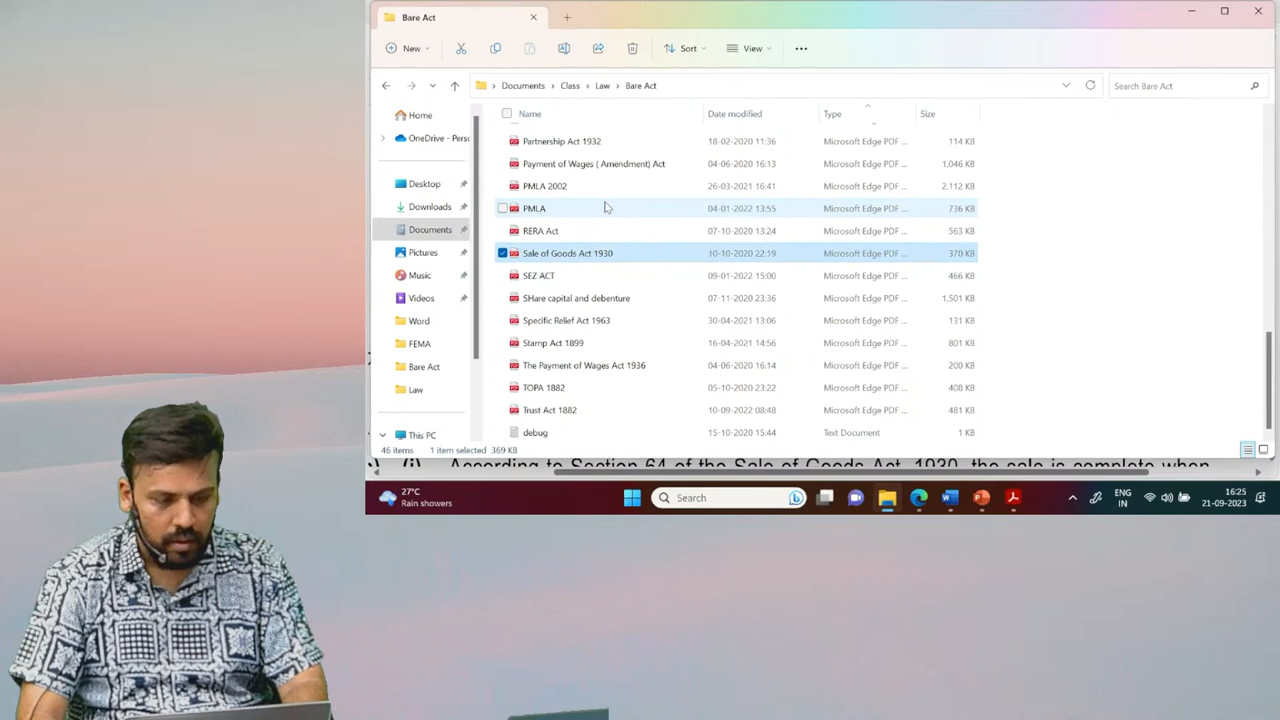 Bare Act
New
Sort
View
Documents > Class > Law > Bare Act
Search Bare Act
Home
OneDrive - Perso
Desktop
Downloads
Documents
Pictures
Music
Videos
Word
FEMA
Bare Act
Law
This PC
Name Date modified Type Size
Partnership Act 1932 18-02-2020 11:36 Microsoft Edge PDF ... 114 KB
Payment of Wages ( Amendment) Act 04-06-2020 16:13 Microsoft Edge PDF ... 1,046 KB
PMLA 2002 26-03-2021 16:41 Microsoft Edge PDF ... 2,112 KB
PMLA 04-01-2022 13:55 Microsoft Edge PDF ... 736 KB
RERA Act 07-10-2020 13:24 Microsoft Edge PDF ... 563 KB
Sale of Goods Act 1930 10-10-2020 22:19 Microsoft Edge PDF ... 370 KB
SEZ ACT 09-01-2022 15:00 Microsoft Edge PDF ... 466 KB
SHare capital and debenture 07-11-2020 23:36 Microsoft Edge PDF ... 1,501 KB
Specific Relief Act 1963 30-04-2021 13:06 Microsoft Edge PDF ... 131 KB
Stamp Act 1899 16-04-2021 14:56 Microsoft Edge PDF ... 801 KB
The Payment of Wages Act 1936 04-06-2020 16:14 Microsoft Edge PDF ... 200 KB
TOPA 1882 05-10-2020 23:22 Microsoft Edge PDF ... 408 KB
Trust Act 1882 10-09-2022 08:48 Microsoft Edge PDF ... 481 KB
debug 15-10-2020 15:44 Text Document 1 KB
46 items 1 item selected 369 KB
(i) According to Section 64 of the Sale of Goods Act, 1930, the sale is complete when
27°C
Rain showers
Search
ENG
IN
16:25
21-09-2023